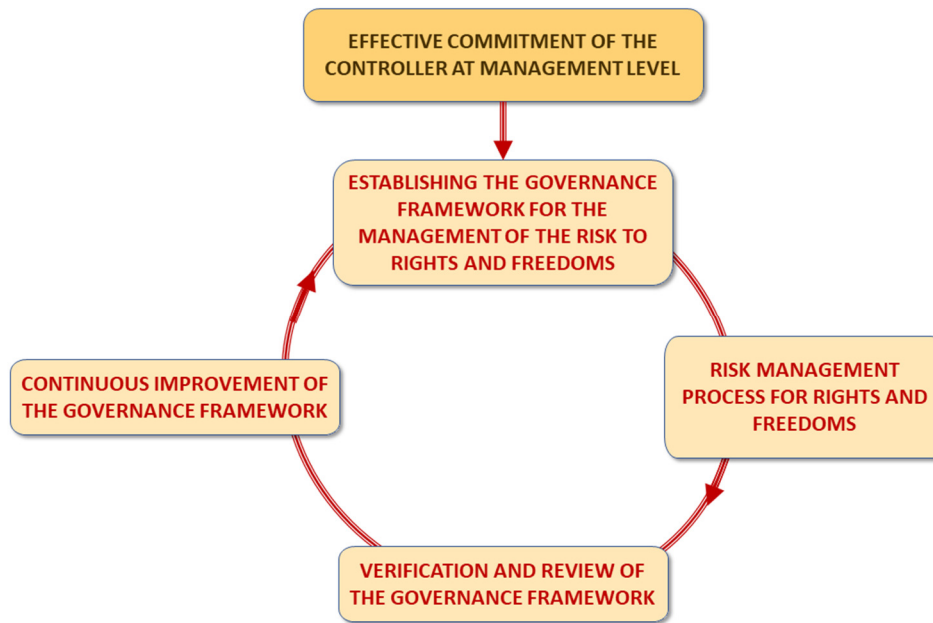 EFFECTIVE COMMITMENT OF THE
CONTROLLER AT MANAGEMENT LEVEL
ESTABLISHING THE GOVERNANCE
FRAMEWORK FOR THE
MANAGEMENT OF THE RISK TO
RIGHTS AND FREEDOMS
RISK MANAGEMENT
PROCESS FOR RIGHTS AND
FREEDOMS
CONTINUOUS IMPROVEMENT OF
THE GOVERNANCE FRAMEWORK
VERIFICATION AND REVIEW OF
THE GOVERNANCE FRAMEWORK